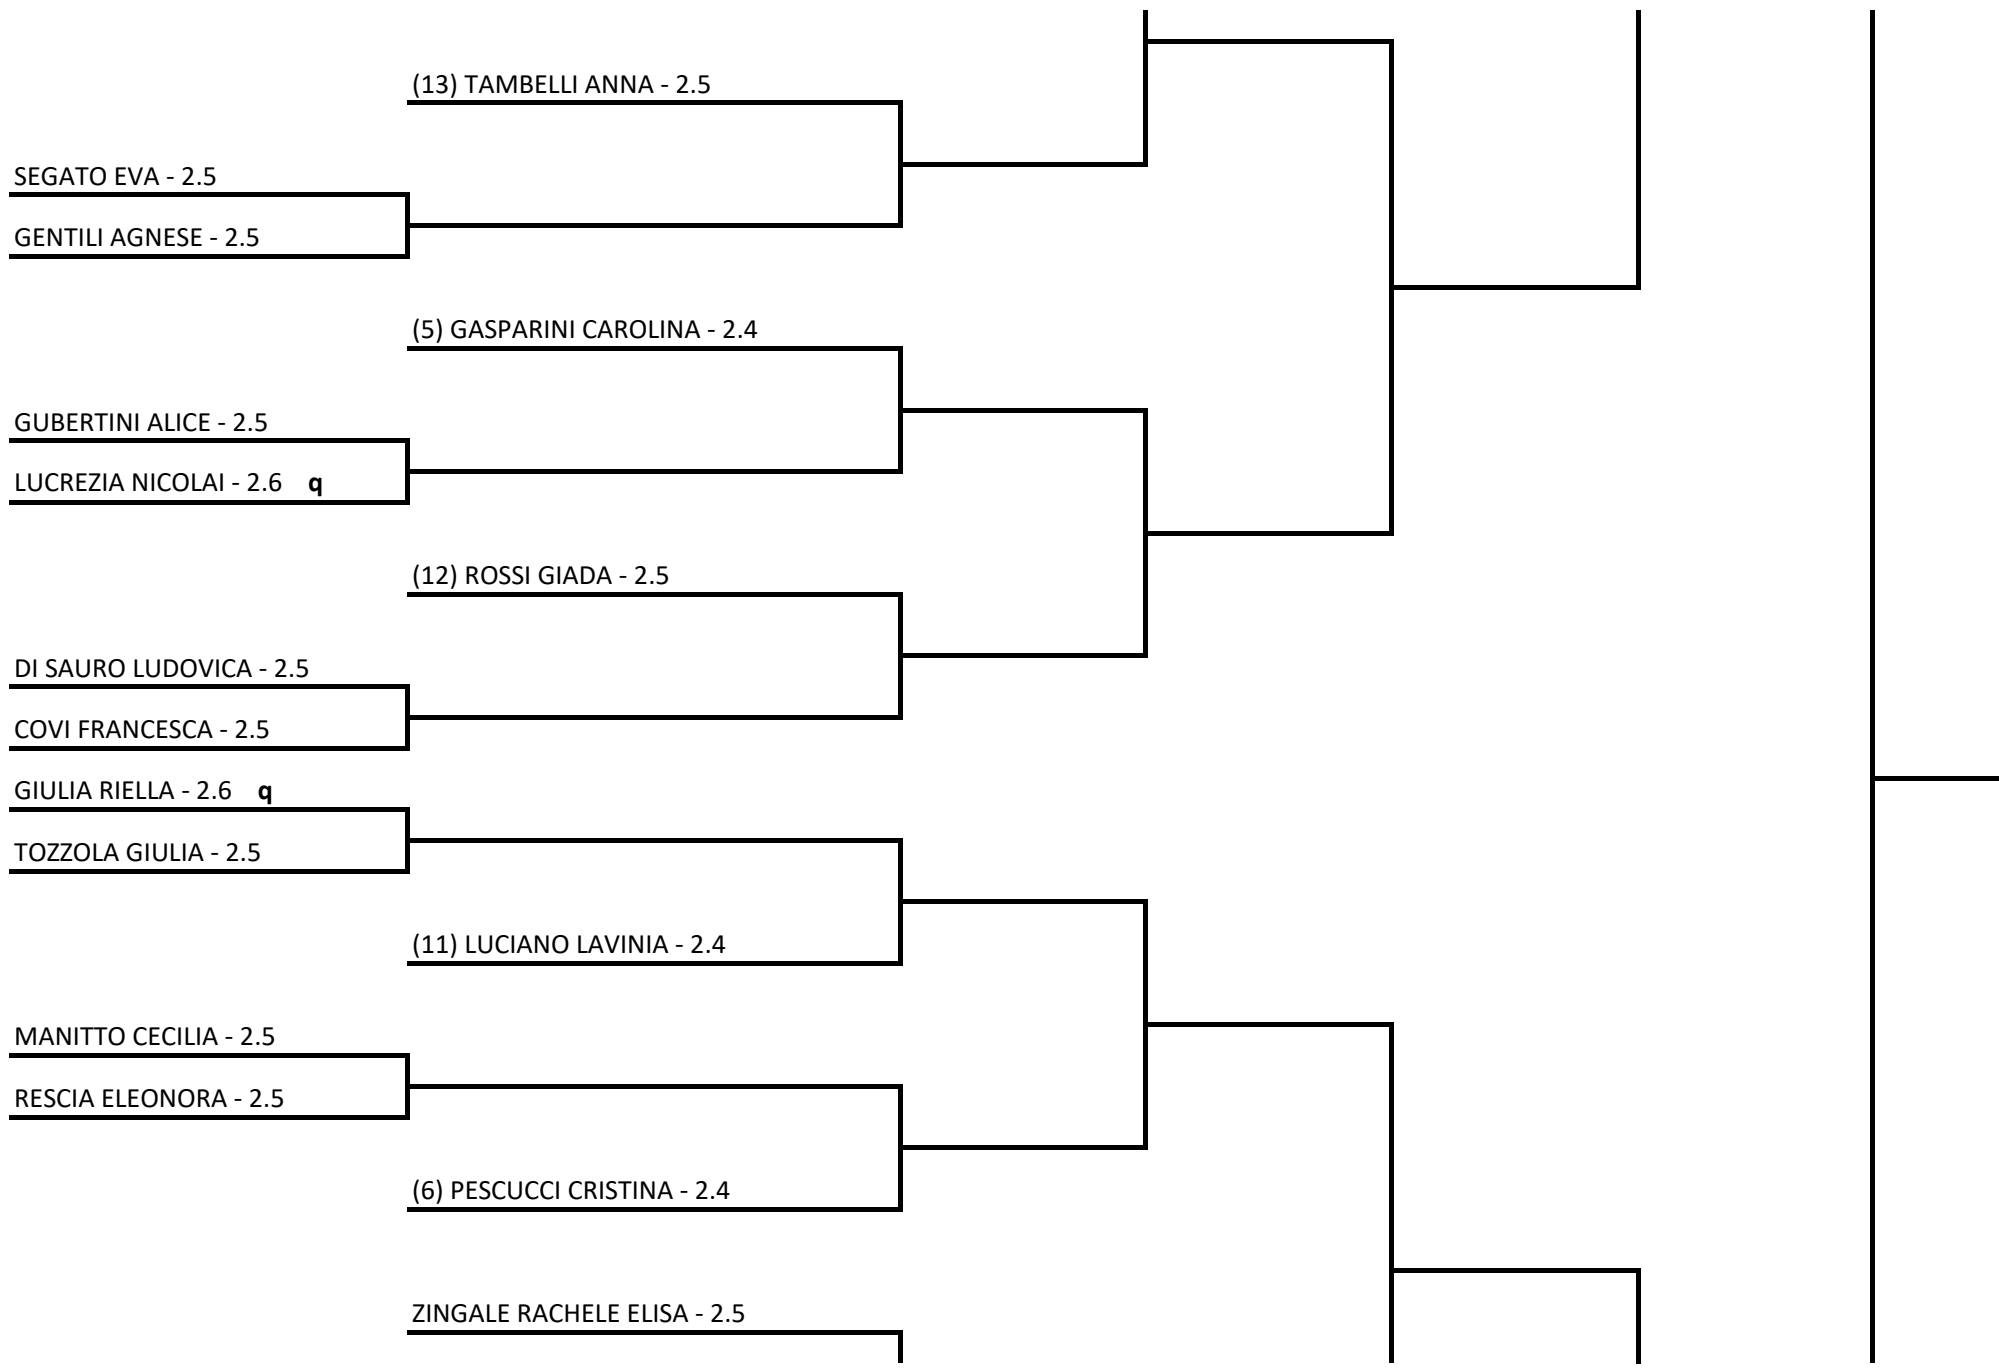 (13) TAMBELLI ANNA - 2.5
SEGATO EVA - 2.5
GENTILI AGNESE - 2.5
(5) GASPARINI CAROLINA - 2.4
GUBERTINI ALICE - 2.5
LUCREZIA NICOLAI - 2.6 q
(12) ROSSI GIADA - 2.5
DI SAURO LUDOVICA - 2.5
COVI FRANCESCA - 2.5
GIULIA RIELLA - 2.6 q
TOZZOLA GIULIA - 2.5
(11) LUCIANO LAVINIA - 2.4
MANITTO CECILIA - 2.5
RESCIA ELEONORA - 2.5
(6) PESCUCCI CRISTINA - 2.4
ZINGALE RACHELE ELISA - 2.5